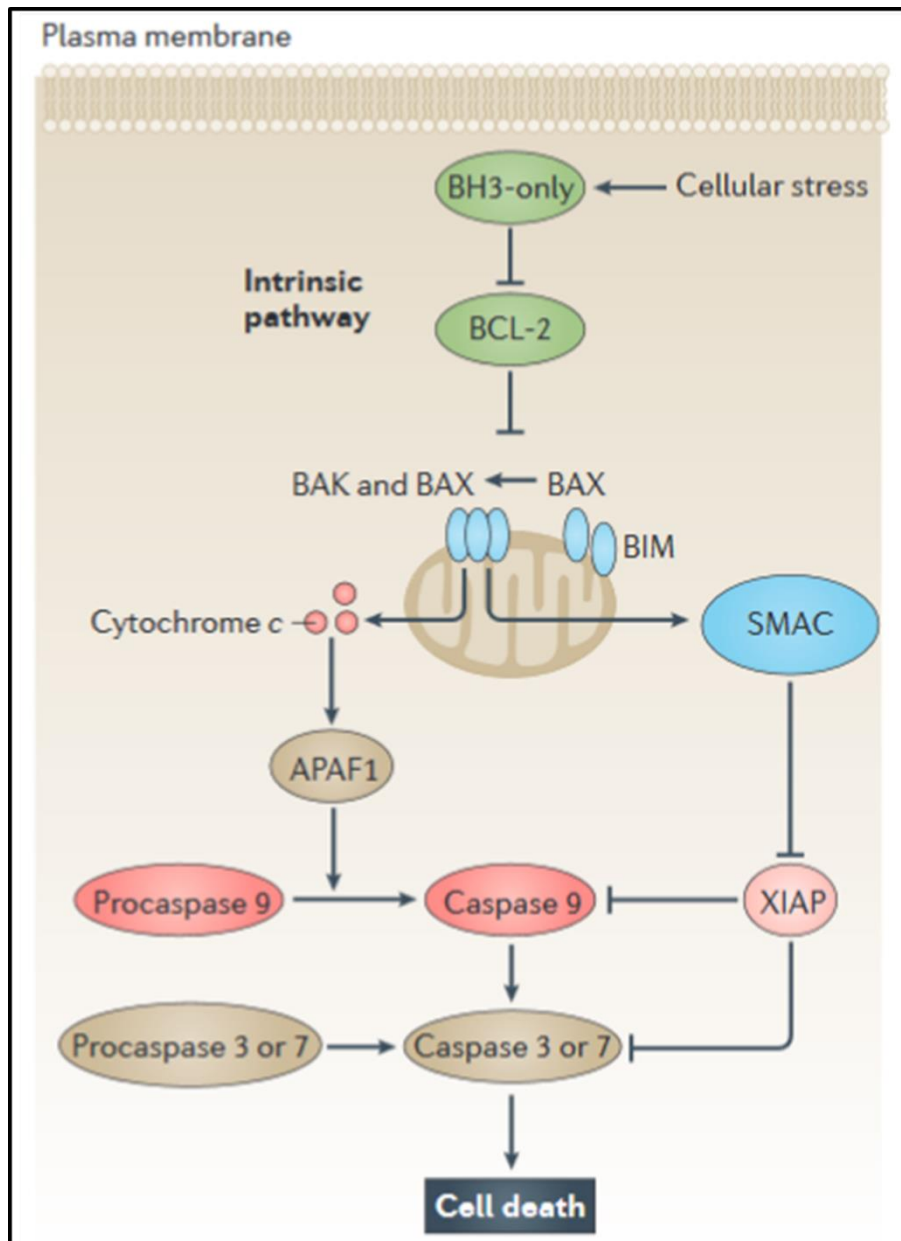 Plasma membrane
BH3-only
Cellular stress
Intrinsic
pathway
BCL-2
BAK and BAX
BAX
BIM
Cytochrome c
SMAC
APAF1
Procaspase 9
Caspase 9
XIAP
Procaspase 3 or 7
Caspase 3 or 7
Cell death